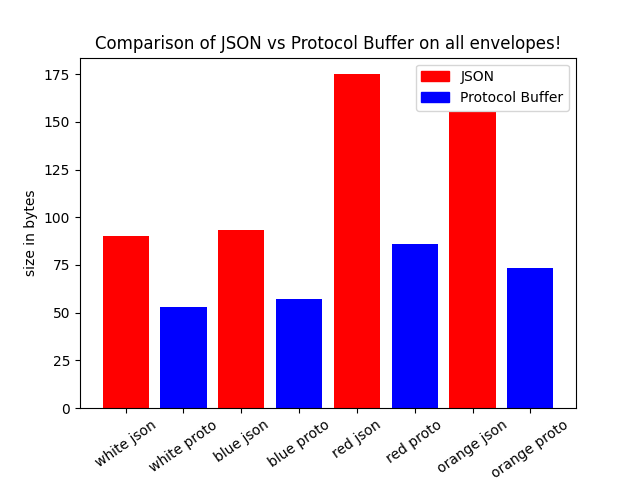 Comparison of JSON vs Protocol Buffer on all envelopes!
JSON
Protocol Buffer
size in bytes
175
150
125
100
75
50
25
0
white json
white proto
blue json
blue proto
red json
red proto
orange json
orange proto